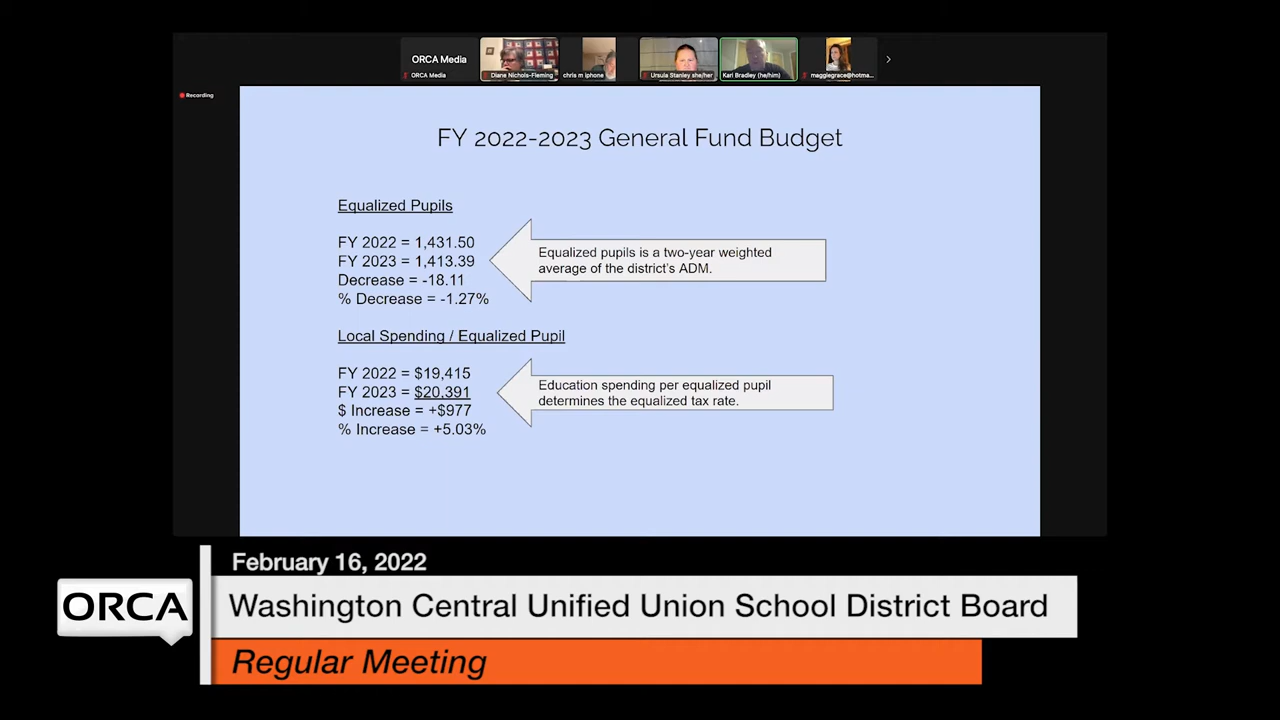 ORCA Media
ORCA Media
Diane Nichols-Fleming
chris m iphone
Ursula Stanley she/her
Kari Bradley (he/him)
maggiegrace@hotma...
Recording
FY 2022-2023 General Fund Budget
Equalized Pupils
FY 2022 = 1,431.50
FY 2023 = 1,413.39
Decrease = -18.11
% Decrease = -1.27%
Equalized pupils is a two-year weighted
average of the district's ADM.
Local Spending / Equalized Pupil
FY 2022 = $19,415
FY 2023 = $20,391
$ Increase = +$977
% Increase = +5.03%
Education spending per equalized pupil
determines the equalized tax rate.
February 16, 2022
ORCA
Washington Central Unified Union School District Board
Regular Meeting